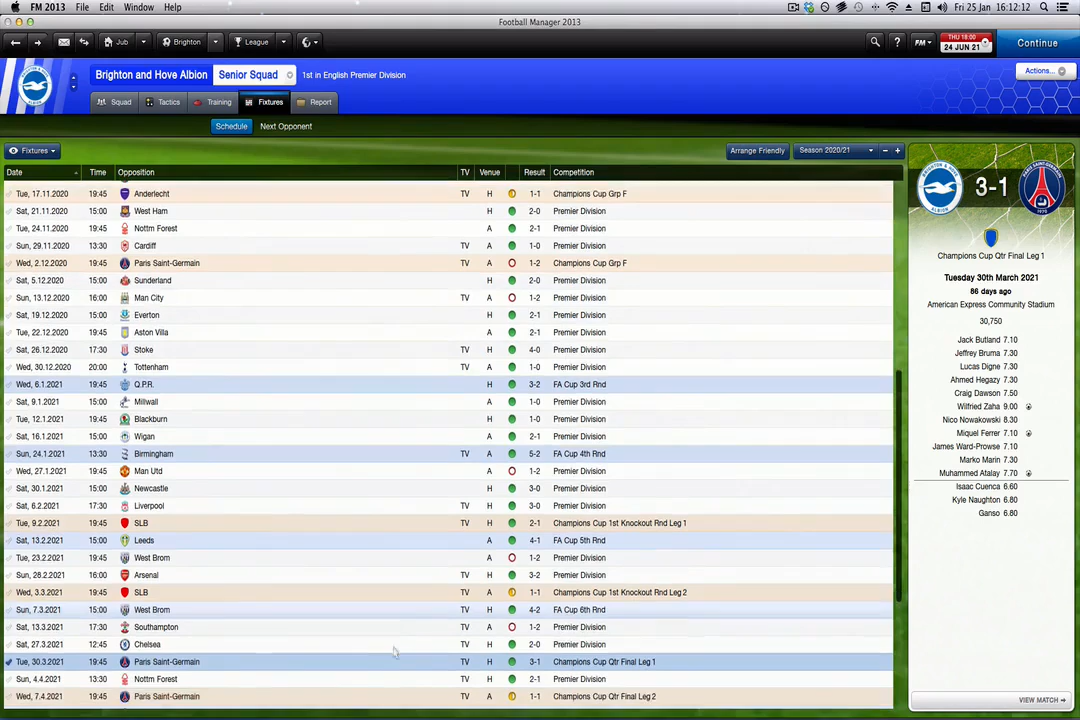 FM 2013 File Edit Window Help Fri 25 Jan 16:12:12
Football Manager 2013
Job Brighton League ? FM THU 18:00 24 JUN 21 Continue
Brighton and Hove Albion Senior Squad 1st in English Premier Division Actions...
Squad Tactics Training Fixtures Report
Schedule Next Opponent
Fixtures Arrange Friendly Season 2020/21 - +
Date Time Opposition TV Venue Result Competition
Tue, 17.11.2020 19:45 Anderlecht TV H 1-1 Champions Cup Grp F
Sat, 21.11.2020 15:00 West Ham H 2-0 Premier Division
Tue, 24.11.2020 19:45 Nottm Forest A 2-1 Premier Division
Sun, 29.11.2020 13:30 Cardiff TV A 1-0 Premier Division
Wed, 2.12.2020 19:45 Paris Saint-Germain TV A 1-2 Champions Cup Grp F
Sat, 5.12.2020 15:00 Sunderland H 2-0 Premier Division
Sun, 13.12.2020 16:00 Man City TV A 1-2 Premier Division
Sat, 19.12.2020 15:00 Everton H 2-1 Premier Division
Tue, 22.12.2020 19:45 Aston Villa A 2-1 Premier Division
Sat, 26.12.2020 17:30 Stoke TV H 4-0 Premier Division
Wed, 30.12.2020 20:00 Tottenham TV A 1-0 Premier Division
Wed, 6.1.2021 19:45 Q.P.R. H 3-2 FA Cup 3rd Rnd
Sat, 9.1.2021 15:00 Millwall A 1-0 Premier Division
Tue, 12.1.2021 19:45 Blackburn H 1-0 Premier Division
Sat, 16.1.2021 15:00 Wigan A 2-1 Premier Division
Sun, 24.1.2021 13:30 Birmingham TV A 5-2 FA Cup 4th Rnd
Wed, 27.1.2021 19:45 Man Utd A 1-2 Premier Division
Sat, 30.1.2021 15:00 Newcastle H 3-0 Premier Division
Sat, 6.2.2021 17:30 Liverpool TV H 3-0 Premier Division
Tue, 9.2.2021 19:45 SLB TV H 2-1 Champions Cup 1st Knockout Rnd Leg 1
Sat, 13.2.2021 15:00 Leeds A 4-1 FA Cup 5th Rnd
Tue, 23.2.2021 19:45 West Brom A 1-2 Premier Division
Sun, 28.2.2021 16:00 Arsenal TV H 3-2 Premier Division
Wed, 3.3.2021 19:45 SLB TV A 1-1 Champions Cup 1st Knockout Rnd Leg 2
Sun, 7.3.2021 15:00 West Brom TV H 4-2 FA Cup 6th Rnd
Sat, 13.3.2021 17:30 Southampton TV A 1-2 Premier Division
Sat, 27.3.2021 12:45 Chelsea TV H 2-0 Premier Division
Tue, 30.3.2021 19:45 Paris Saint-Germain TV H 3-1 Champions Cup Qtr Final Leg 1
Sun, 4.4.2021 13:30 Nottm Forest TV H 2-1 Premier Division
Wed, 7.4.2021 19:45 Paris Saint-Germain TV A 1-1 Champions Cup Qtr Final Leg 2
3-1
Champions Cup Qtr Final Leg 1
Tuesday 30th March 2021
86 days ago
American Express Community Stadium
30,750
Jack Butland 7.10
Jeffrey Bruma 7.30
Lucas Digne 7.30
Ahmed Hegazy 7.30
Craig Dawson 7.50
Wilfried Zaha 9.00
Nico Nowakowski 8.30
Miquel Ferrer 7.10
James Ward-Prowse 7.10
Marko Marin 7.30
Muhammed Atalay 7.70
Isaac Cuenca 6.60
Kyle Naughton 6.80
Ganso 6.80
VIEW MATCH